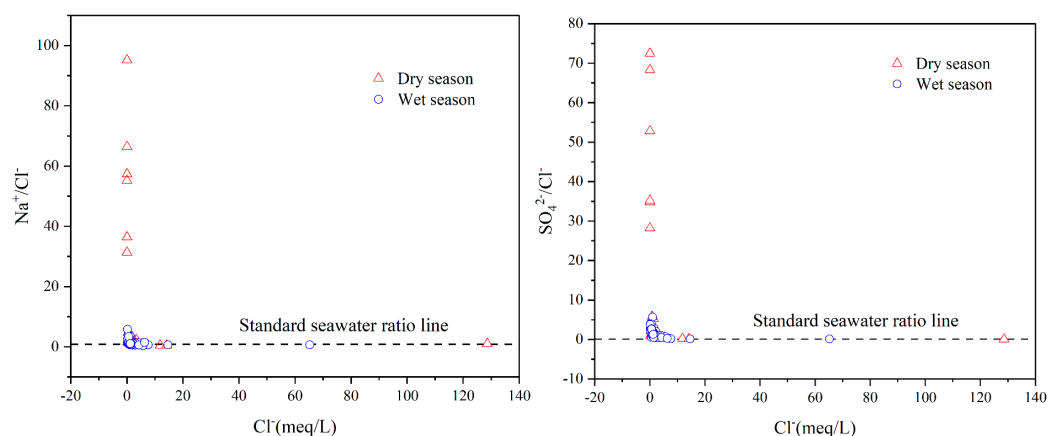 100
80
60
40
20
0
Na⁺/Cl⁻
Dry season
Wet season
Standard seawater ratio line
-20 0 20 40 60 80 100 120 140
Cl⁻(meq/L)
80
70
60
50
40
30
20
10
0
-10
SO₄²⁻/Cl⁻
Dry season
Wet season
Standard seawater ratio line
-20 0 20 40 60 80 100 120 140
Cl⁻(meq/L)